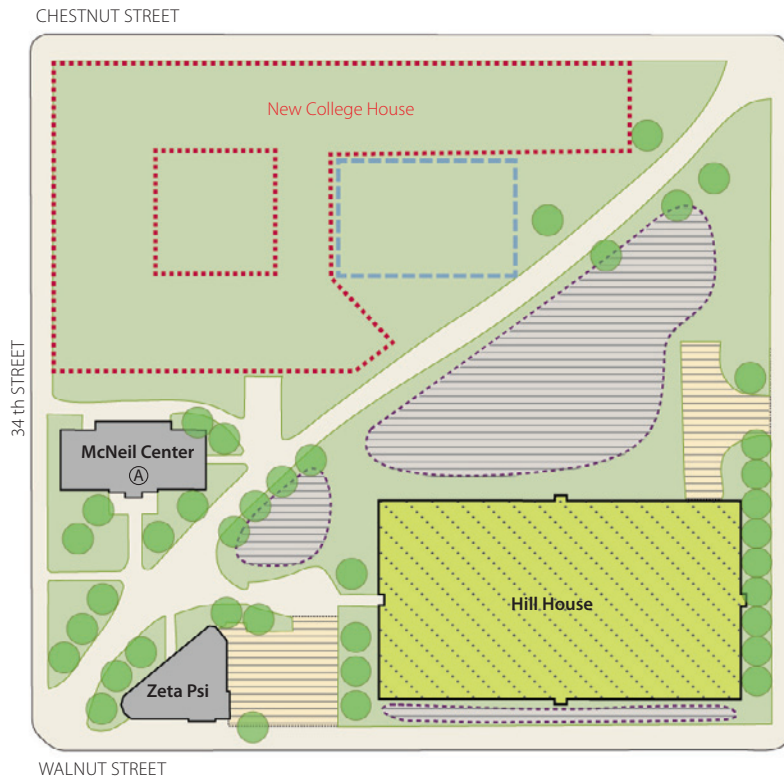 CHESTNUT STREET
New College House
34 th STREET
McNeil Center
A
Hill House
Zeta Psi
WALNUT STREET